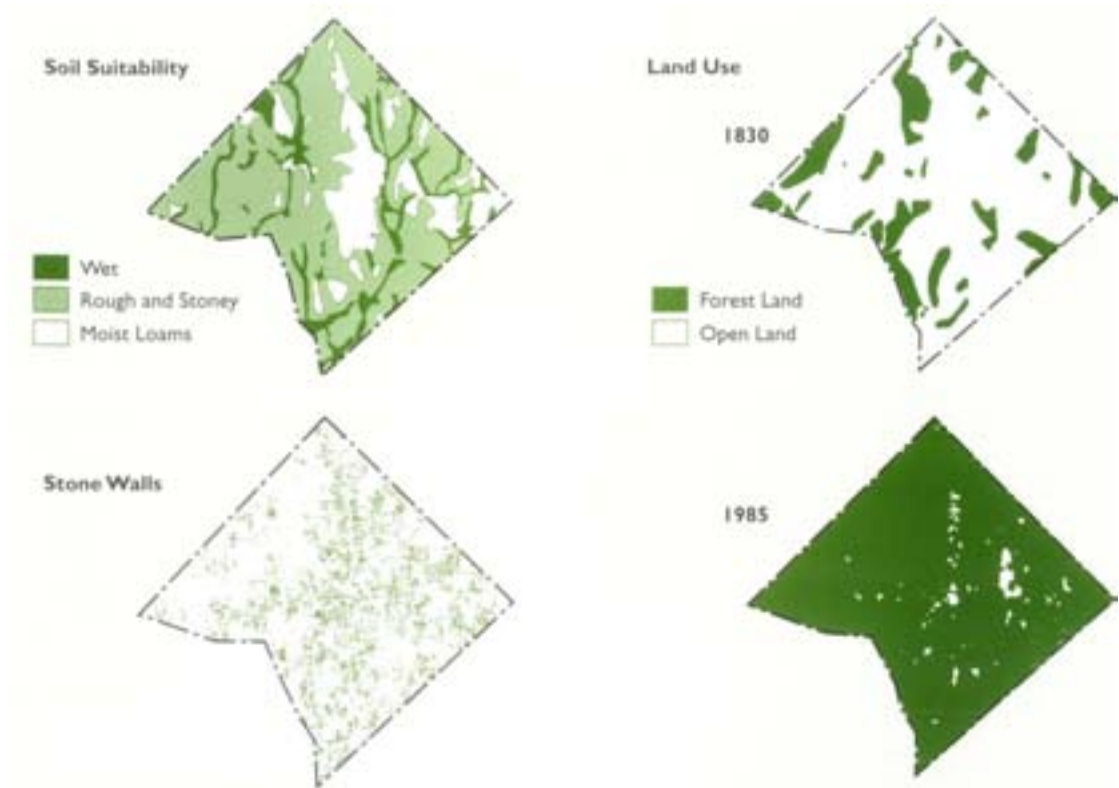 Soil Suitability
Wet
Rough and Stoney
Moist Loams
Land Use
1830
Forest Land
Open Land
Stone Walls
1985